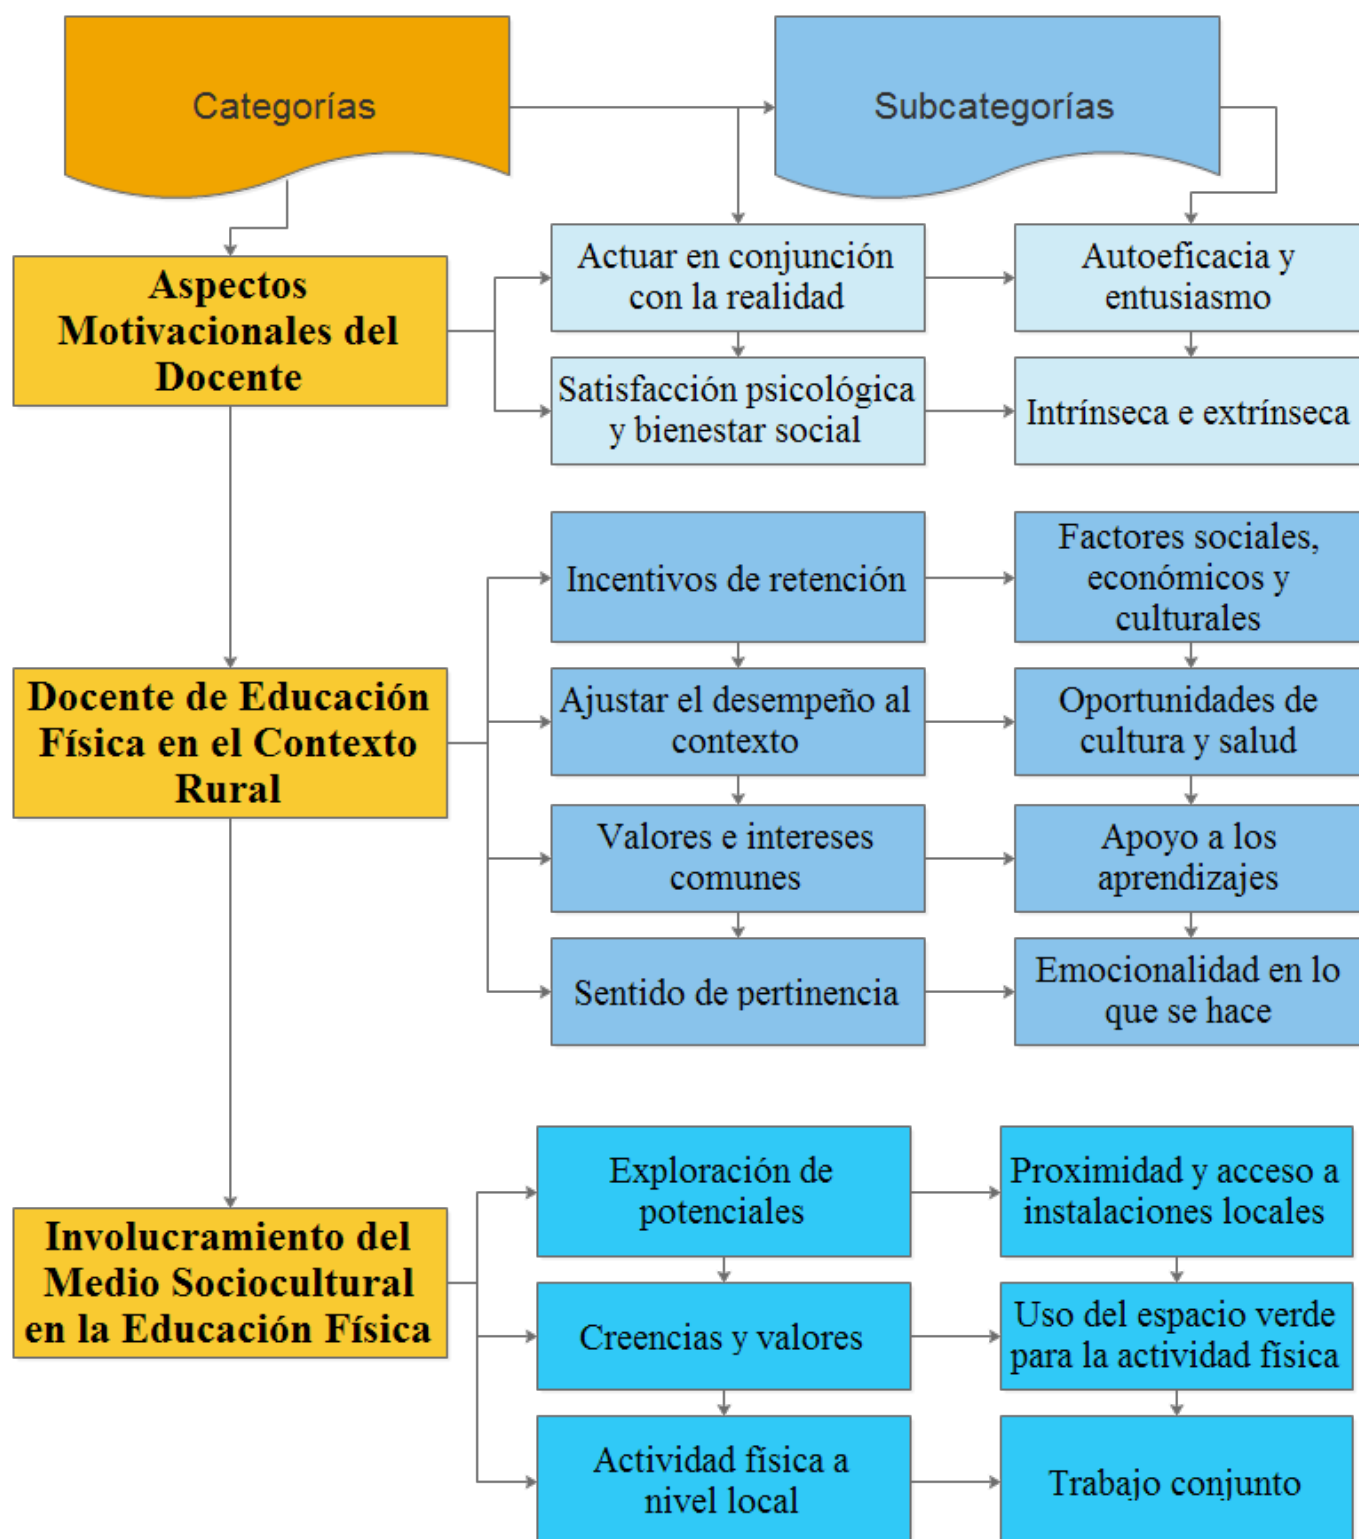 Categorías
Subcategorías
Aspectos
Motivacionales del
Docente
Actuar en conjunción
con la realidad
Autoeficacia y
entusiasmo
Satisfacción psicológica
y bienestar social
Intrínseca e extrínseca
Docente de Educación
Física en el Contexto
Rural
Incentivos de retención
Factores sociales,
económicos y
culturales
Ajustar el desempeño al
contexto
Oportunidades de
cultura y salud
Valores e intereses
comunes
Apoyo a los
aprendizajes
Sentido de pertinencia
Emocionalidad en lo
que se hace
Involucramiento del
Medio Sociocultural
en la Educación Física
Exploración de
potenciales
Proximidad y acceso a
instalaciones locales
Creencias y valores
Uso del espacio verde
para la actividad física
Actividad física a
nivel local
Trabajo conjunto